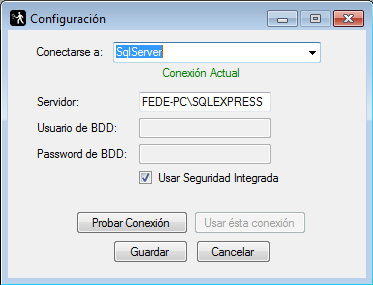 Configuración
Conectarse a: SqlServer
Conexión Actual
Servidor: FEDE-PC\SQLEXPRESS
Usuario de BDD:
Password de BDD:
Usar Seguridad Integrada
Probar Conexión Usar ésta conexión
Guardar Cancelar